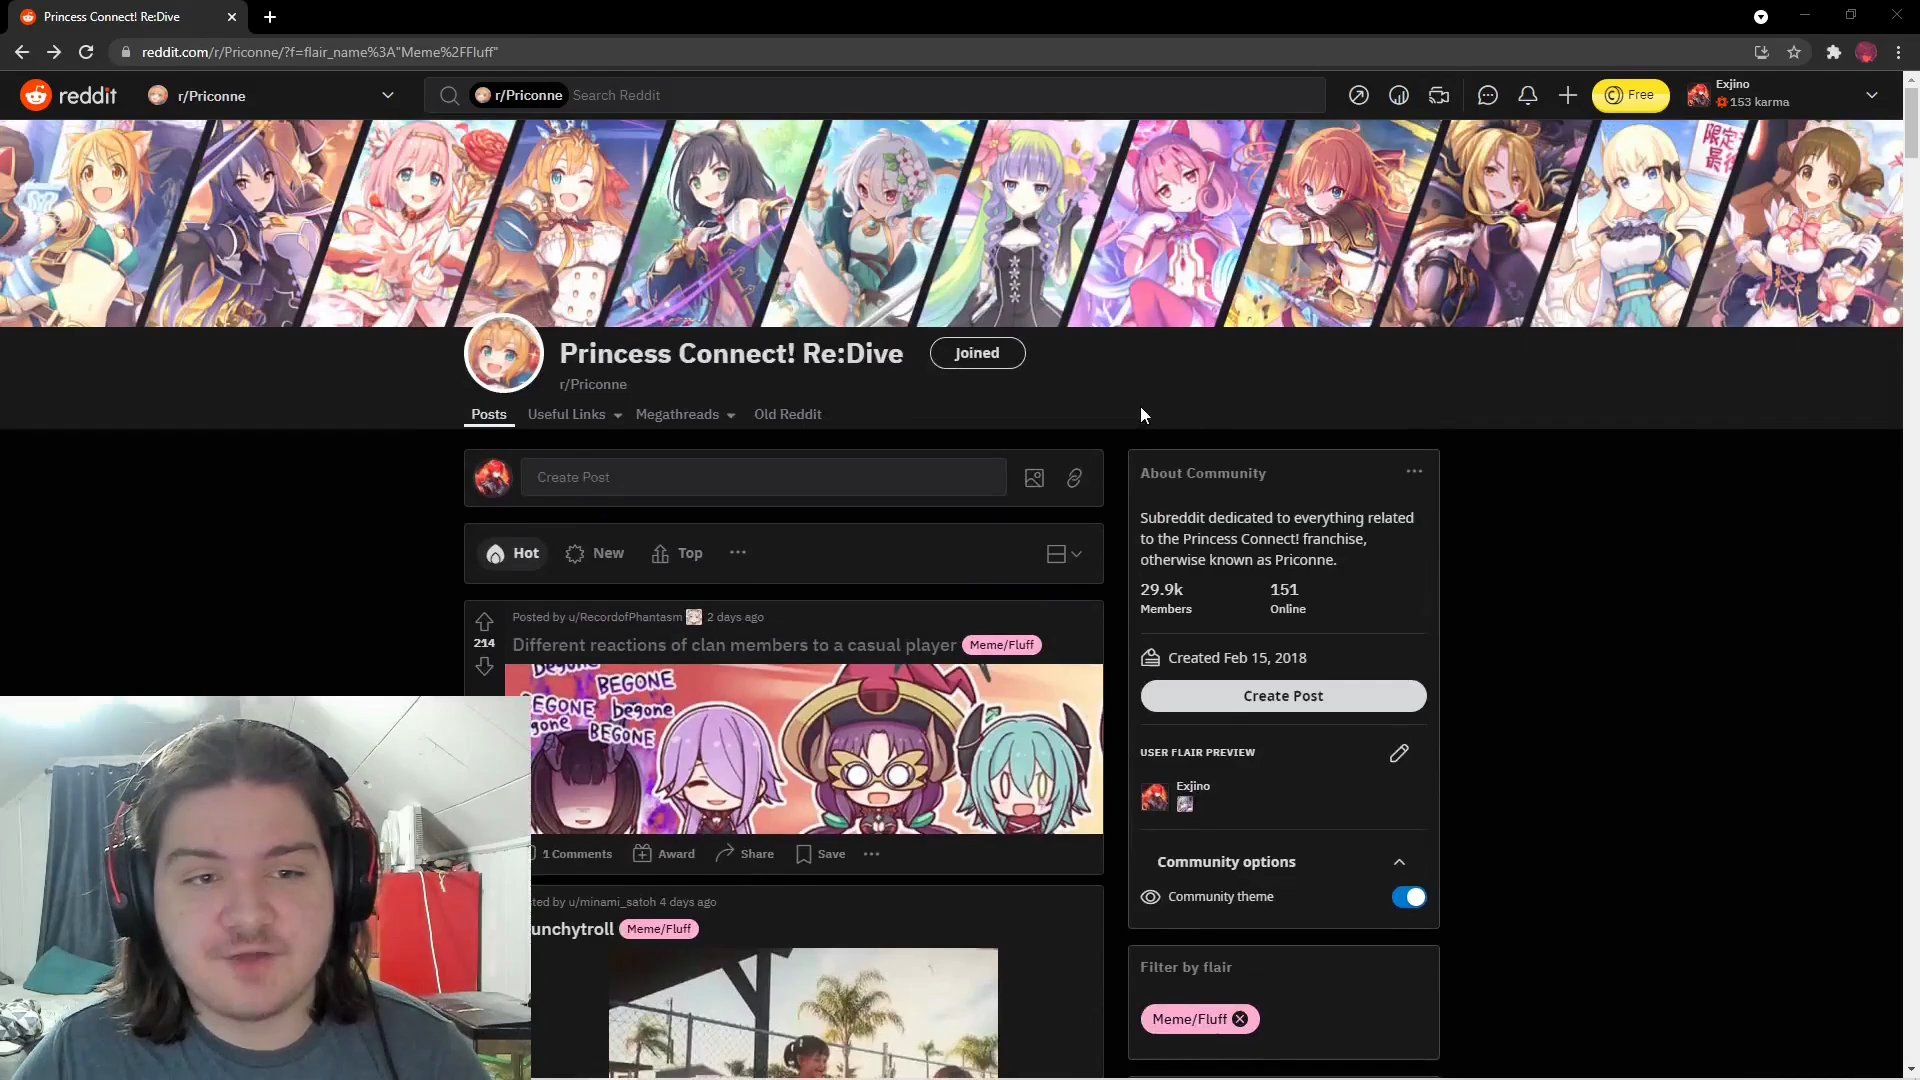 Princess Connect! Re:Dive
reddit.com/r/Priconne/?f=flair_name%3A"Meme%2FFluff"
reddit
r/Priconne
r/Priconne Search Reddit
Free
Exjino
153 karma
限定
最
Princess Connect! Re:Dive
Joined
r/Priconne
Posts
Useful Links
Megathreads
Old Reddit
Create Post
Hot
New
Top
Posted by u/RecordofPhantasm 2 days ago
214
Different reactions of clan members to a casual player Meme/Fluff
BEGONE
EGONE begone
gone BEGONE
1 Comments
Award
Share
Save
ted by u/minami_satoh 4 days ago
unchytroll Meme/Fluff
About Community
Subreddit dedicated to everything related
to the Princess Connect! franchise,
otherwise known as Priconne.
29.9k
Members
151
Online
Created Feb 15, 2018
Create Post
USER FLAIR PREVIEW
Exjino
Community options
Community theme
Filter by flair
Meme/Fluff